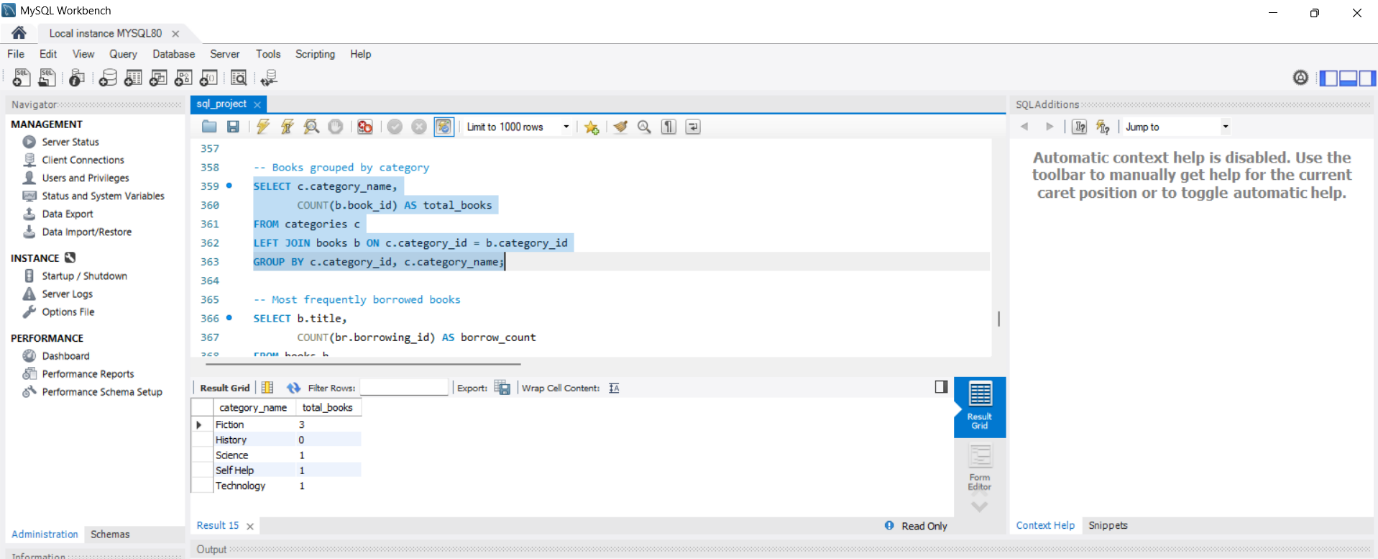 MySQL Workbench
Local instance MYSQL80
File Edit View Query Database Server Tools Scripting Help
Navigator
MANAGEMENT
Server Status
Client Connections
Users and Privileges
Status and System Variables
Data Export
Data Import/Restore
INSTANCE
Startup / Shutdown
Server Logs
Options File
PERFORMANCE
Dashboard
Performance Reports
Performance Schema Setup
Administration Schemas
Information
sql_project
Limit to 1000 rows
357
358 -- Books grouped by category
359 SELECT c.category_name,
360 COUNT(b.book_id) AS total_books
361 FROM categories c
362 LEFT JOIN books b ON c.category_id = b.category_id
363 GROUP BY c.category_id, c.category_name;
364
365 -- Most frequently borrowed books
366 SELECT b.title,
367 COUNT(br.borrowing_id) AS borrow_count
368 FROM books b
Result Grid Filter Rows: Export: Wrap Cell Content:
category_name total_books
Fiction 3
History 0
Science 1
Self Help 1
Technology 1
Result Grid
Form Editor
Result 15
Read Only
Output
SQLAdditions
Jump to
Automatic context help is disabled. Use the
toolbar to manually get help for the current
caret position or to toggle automatic help.
Context Help Snippets